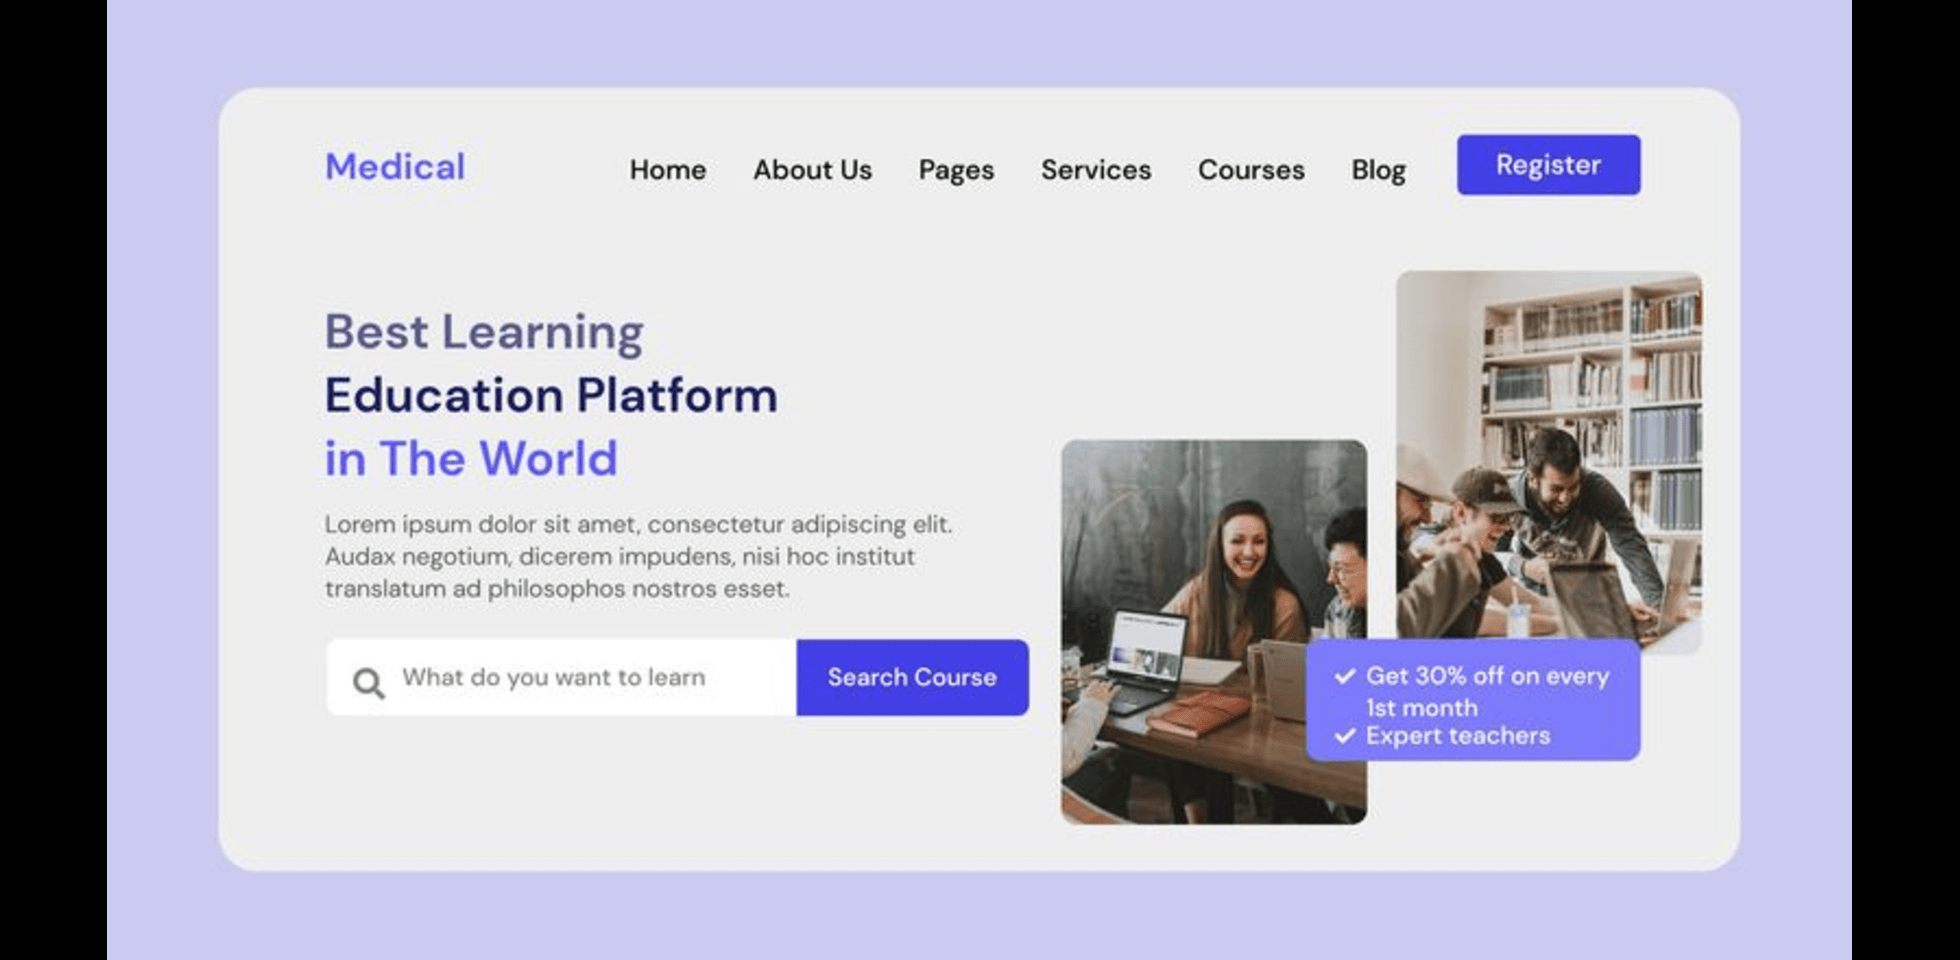 Medical
Home
About Us
Pages
Services
Courses
Blog
Register
Best Learning
Education Platform
in The World
Lorem ipsum dolor sit amet, consectetur adipiscing elit.
Audax negotium, dicerem impudens, nisi hoc institut
translatum ad philosophos nostros esset.
What do you want to learn
Search Course
Get 30% off on every
1st month
Expert teachers